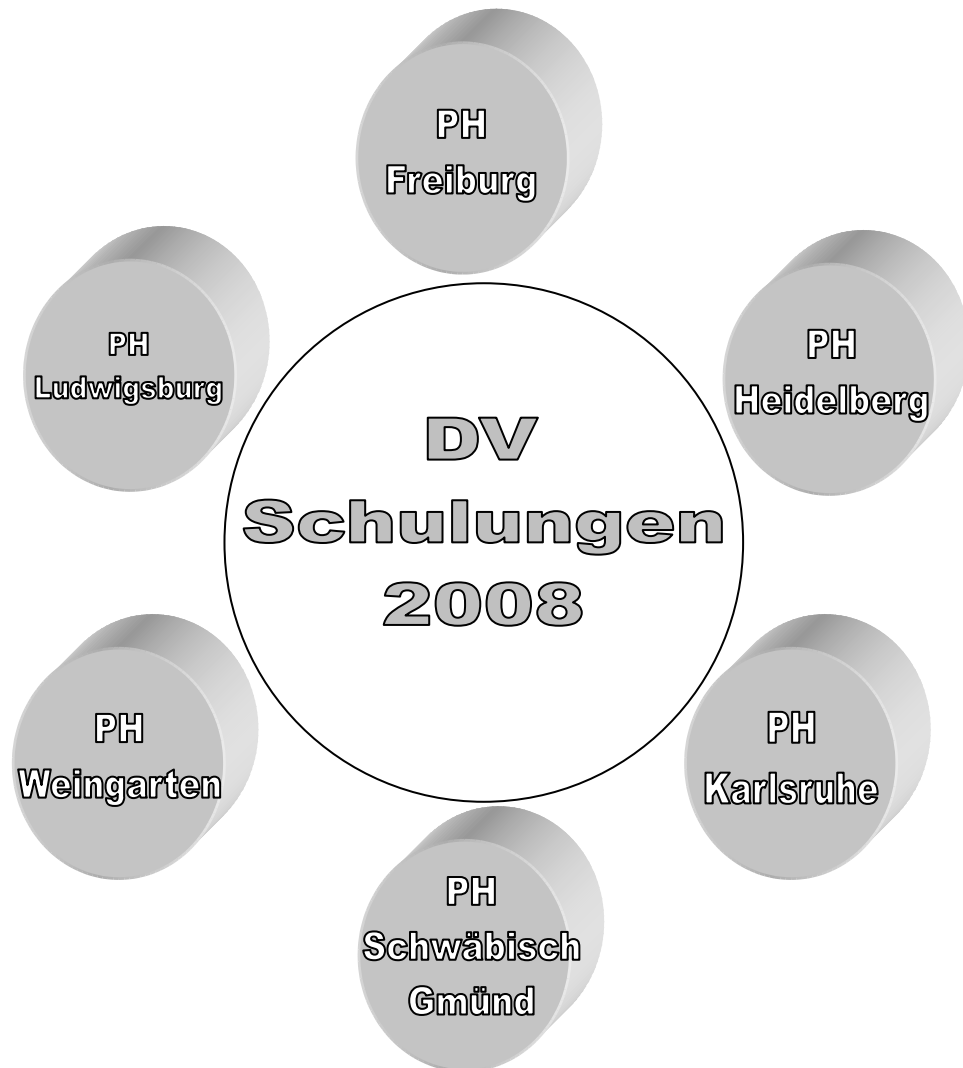 PH
Freiburg
PH
Ludwigsburg
PH
Heidelberg
DV
Schulungen
2008
PH
Weingarten
PH
Karlsruhe
PH
Schwäbisch
Gmünd